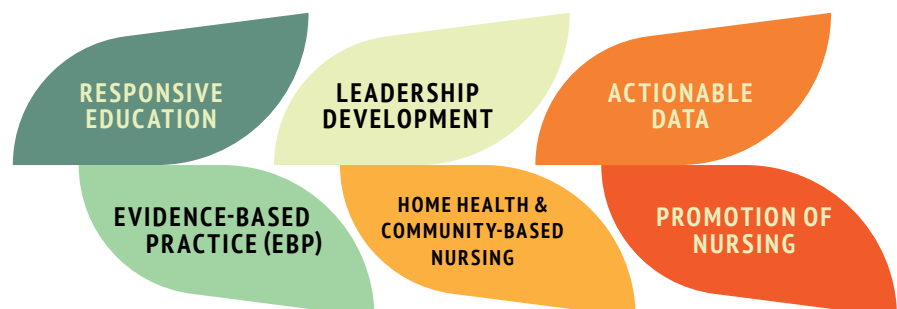 RESPONSIVE
EDUCATION
LEADERSHIP
DEVELOPMENT
ACTIONABLE
DATA
EVIDENCE-BASED
PRACTICE (EBP)
HOME HEALTH &
COMMUNITY-BASED
NURSING
PROMOTION OF
NURSING